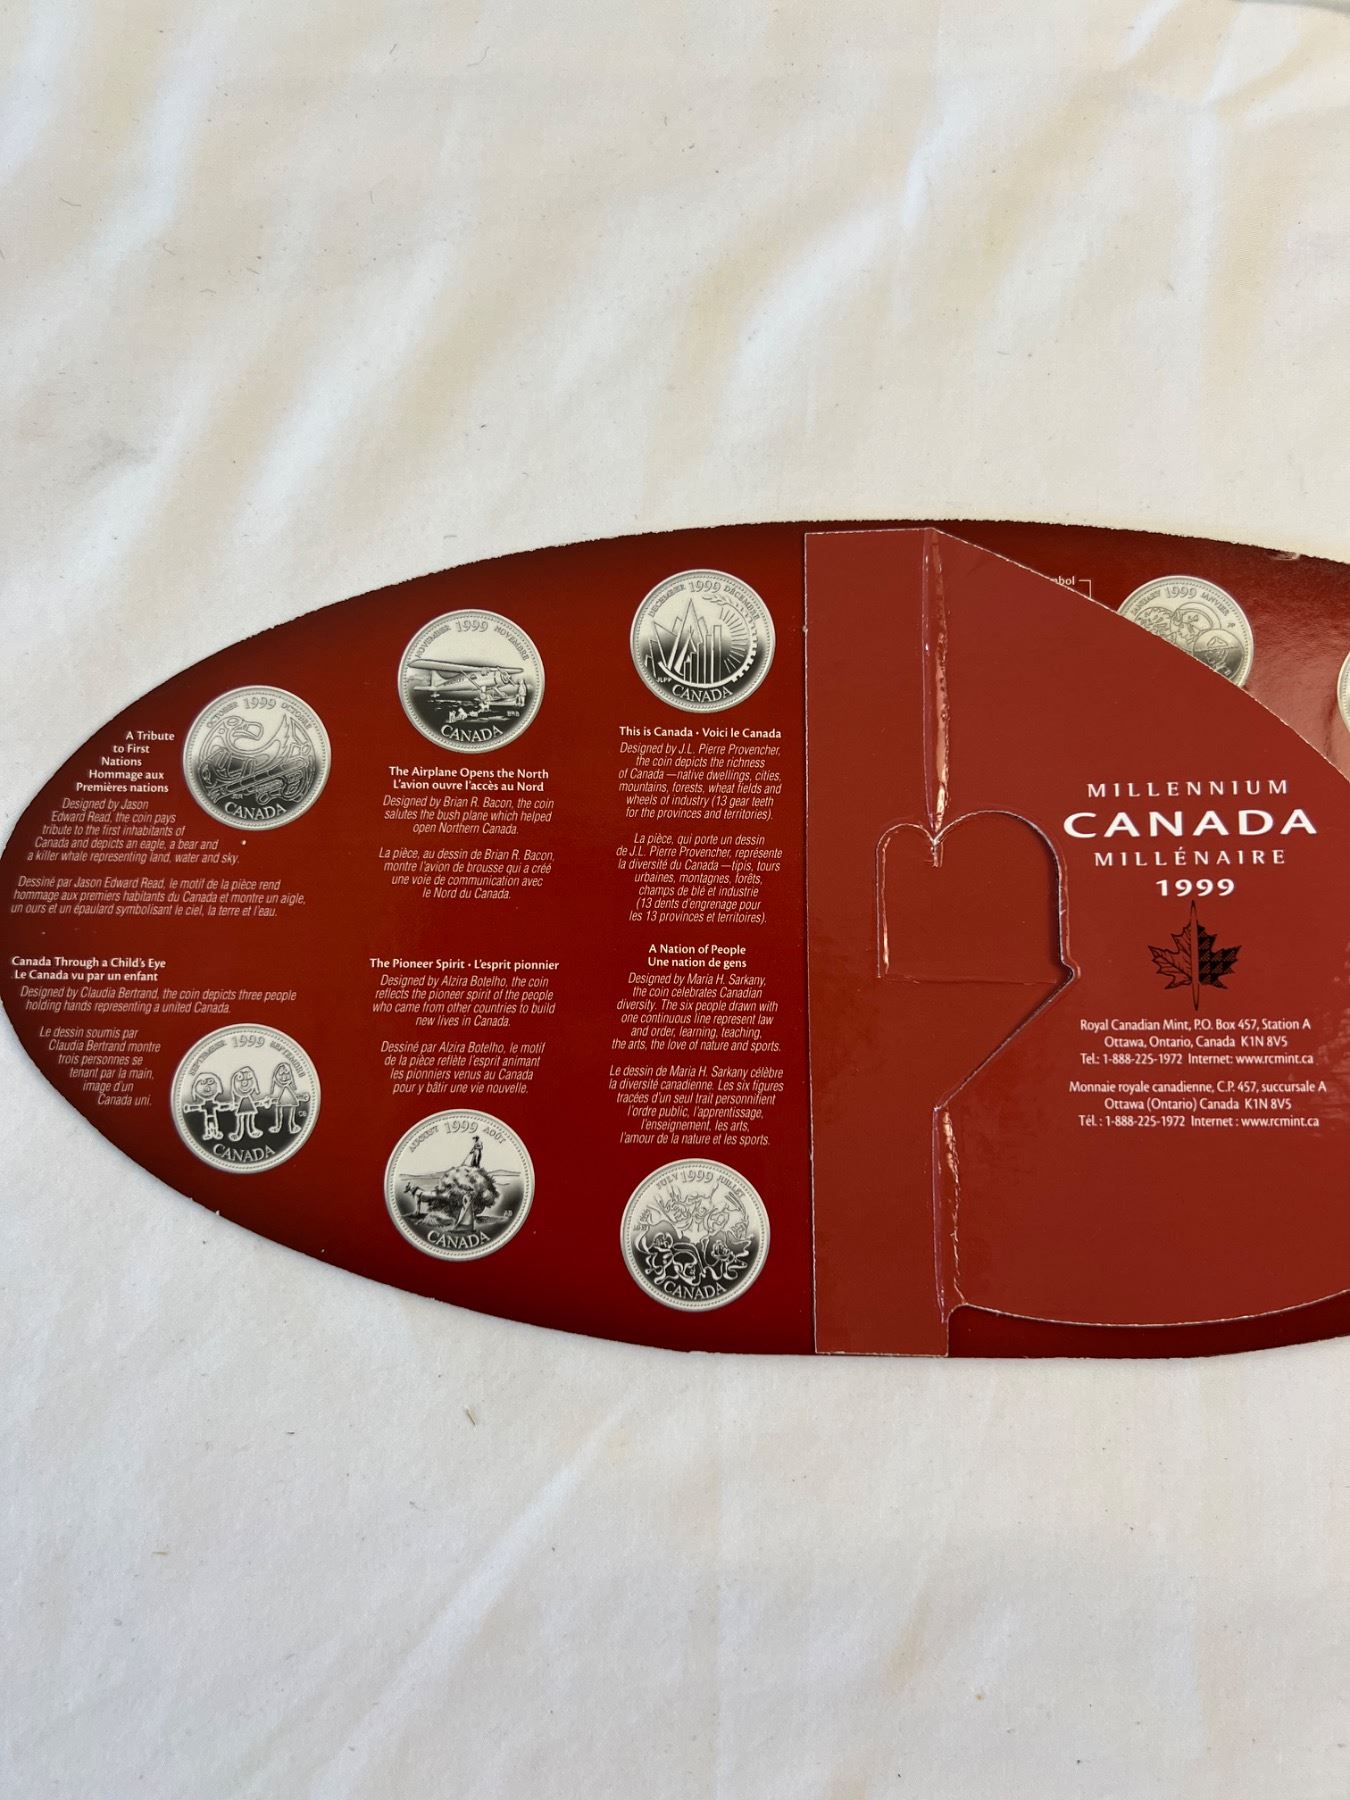 OCTOBER 1999 OCTOBRE
CANADA
A Tribute
to First
Nations
Hommage aux
Premières nations
Designed by Jason
Edward Read, the coin pays
tribute to the first inhabitants of
Canada and depicts an eagle, a bear and
a killer whale representing land, water and sky.
Dessiné par Jason Edward Read, le motif de la pièce rend
hommage aux premiers habitants du Canada et montre un aigle,
un ours et un épaulard symbolisant le ciel, la terre et l'eau.
Canada Through a Child's Eye
Le Canada vu par un enfant
Designed by Claudia Bertrand, the coin depicts three people
holding hands representing a united Canada.
Le dessin soumis par
Claudia Bertrand montre
trois personnes se
tenant par la main,
image d'un
Canada uni.
SEPTEMBER 1999 SEPTEMBRE
CB
CANADA
NOVEMBER 1999 NOVEMBRE
BRB
CANADA
The Airplane Opens the North
L'avion ouvre l'accès au Nord
Designed by Brian R. Bacon, the coin
salutes the bush plane which helped
open Northern Canada.
La pièce, au dessin de Brian R. Bacon,
montre l'avion de brousse qui a créé
une voie de communication avec
le Nord du Canada.
The Pioneer Spirit • L'esprit pionnier
Designed by Alzira Botelho, the coin
reflects the pioneer spirit of the people
who came from other countries to build
new lives in Canada.
Dessiné par Alzira Botelho, le motif
de la pièce reflète l'esprit animant
les pionniers venus au Canada
pour y bâtir une vie nouvelle.
AUGUST 1999 AOÛT
AB
CANADA
DECEMBER 1999 DÉCEMBRE
JLPP
CANADA
This is Canada • Voici le Canada
Designed by J.L. Pierre Provencher,
the coin depicts the richness
of Canada —native dwellings, cities,
mountains, forests, wheat fields and
wheels of industry (13 gear teeth
for the provinces and territories).
La pièce, qui porte un dessin
de J.L. Pierre Provencher, représente
la diversité du Canada —tipis, tours
urbaines, montagnes, forêts,
champs de blé et industrie
(13 dents d'engrenage pour
les 13 provinces et territoires).
A Nation of People
Une nation de gens
Designed by Maria H. Sarkany,
the coin celebrates Canadian
diversity. The six people drawn with
one continuous line represent law
and order, learning, teaching,
the arts, the love of nature and sports.
Le dessin de Maria H. Sarkany célèbre
la diversité canadienne. Les six figures
tracées d'un seul trait personnifient
l'ordre public, l'apprentissage,
l'enseignement, les arts,
l'amour de la nature et les sports.
JULY 1999 JUILLET
CANADA
JANUARY 1999 JANVIER
MILLENNIUM
CANADA
MILLÉNAIRE
1999
Royal Canadian Mint, P.O. Box 457, Station A
Ottawa, Ontario, Canada K1N 8V5
Tel.: 1-888-225-1972 Internet: www.rcmint.ca
Monnaie royale canadienne, C.P. 457, succursale A
Ottawa (Ontario) Canada K1N 8V5
Tél. : 1-888-225-1972 Internet : www.rcmint.ca